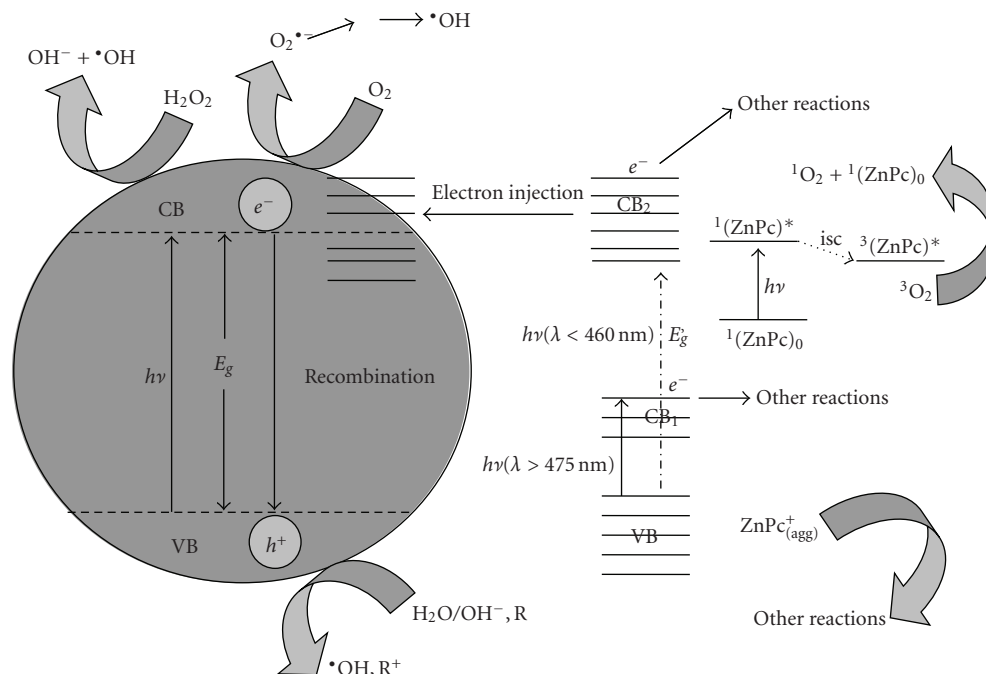 O₂•⁻ → •OH
OH⁻ + •OH
H₂O₂
O₂
Other reactions
e⁻
Electron injection
CB₂
¹O₂ + ¹(ZnPc)₀
CB
e⁻
¹(ZnPc)*
isc
³(ZnPc)*
³O₂
hν
¹(ZnPc)₀
hν(λ < 460 nm)
E′g
hν
Eg
Recombination
e⁻
CB₁
Other reactions
hν(λ > 475 nm)
VB
h⁺
VB
ZnPc⁺(agg)
H₂O/OH⁻, R
Other reactions
•OH, R⁺